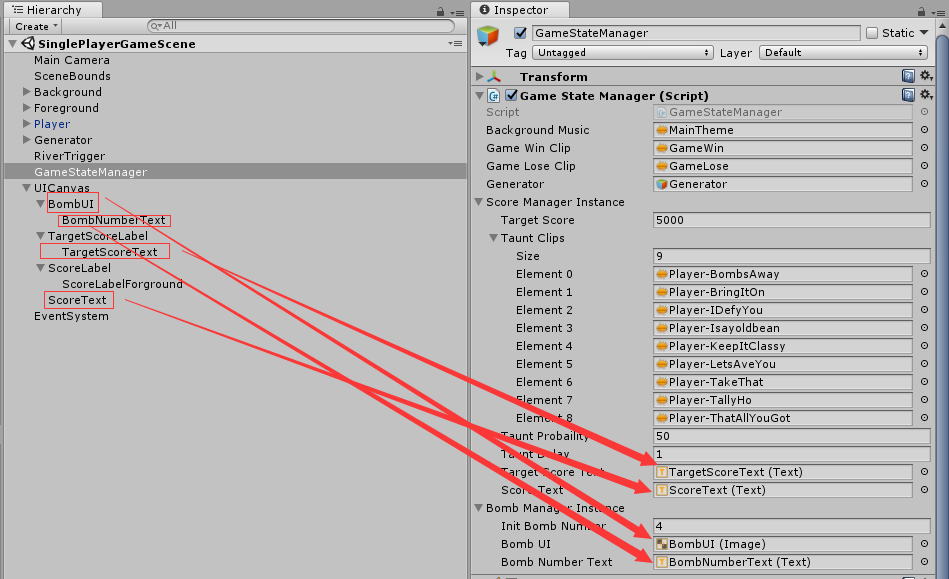 Hierarchy
Create
All
SinglePlayerGameScene
Main Camera
SceneBounds
Background
Foreground
Player
Generator
RiverTrigger
GameStateManager
UICanvas
BombUI
BombNumberText
TargetScoreLabel
TargetScoreText
ScoreLabel
ScoreLabelForground
ScoreText
EventSystem
Inspector
GameStateManager Static
Tag Untagged Layer Default
Transform
Game State Manager (Script)
Script GameStateManager
Background Music MainTheme
Game Win Clip GameWin
Game Lose Clip GameLose
Generator Generator
Score Manager Instance
Target Score 5000
Taunt Clips
Size 9
Element 0 Player-BombsAway
Element 1 Player-BringItOn
Element 2 Player-IDefyYou
Element 3 Player-Isayoldbean
Element 4 Player-KeepItClassy
Element 5 Player-LetsAveYou
Element 6 Player-TakeThat
Element 7 Player-TallyHo
Element 8 Player-ThatAllYouGot
Taunt Probaility 50
Taunt Delay 1
Target Score Text TargetScoreText (Text)
Score Text ScoreText (Text)
Bomb Manager Instance
Init Bomb Number 4
Bomb UI BombUI (Image)
Bomb Number Text BombNumberText (Text)